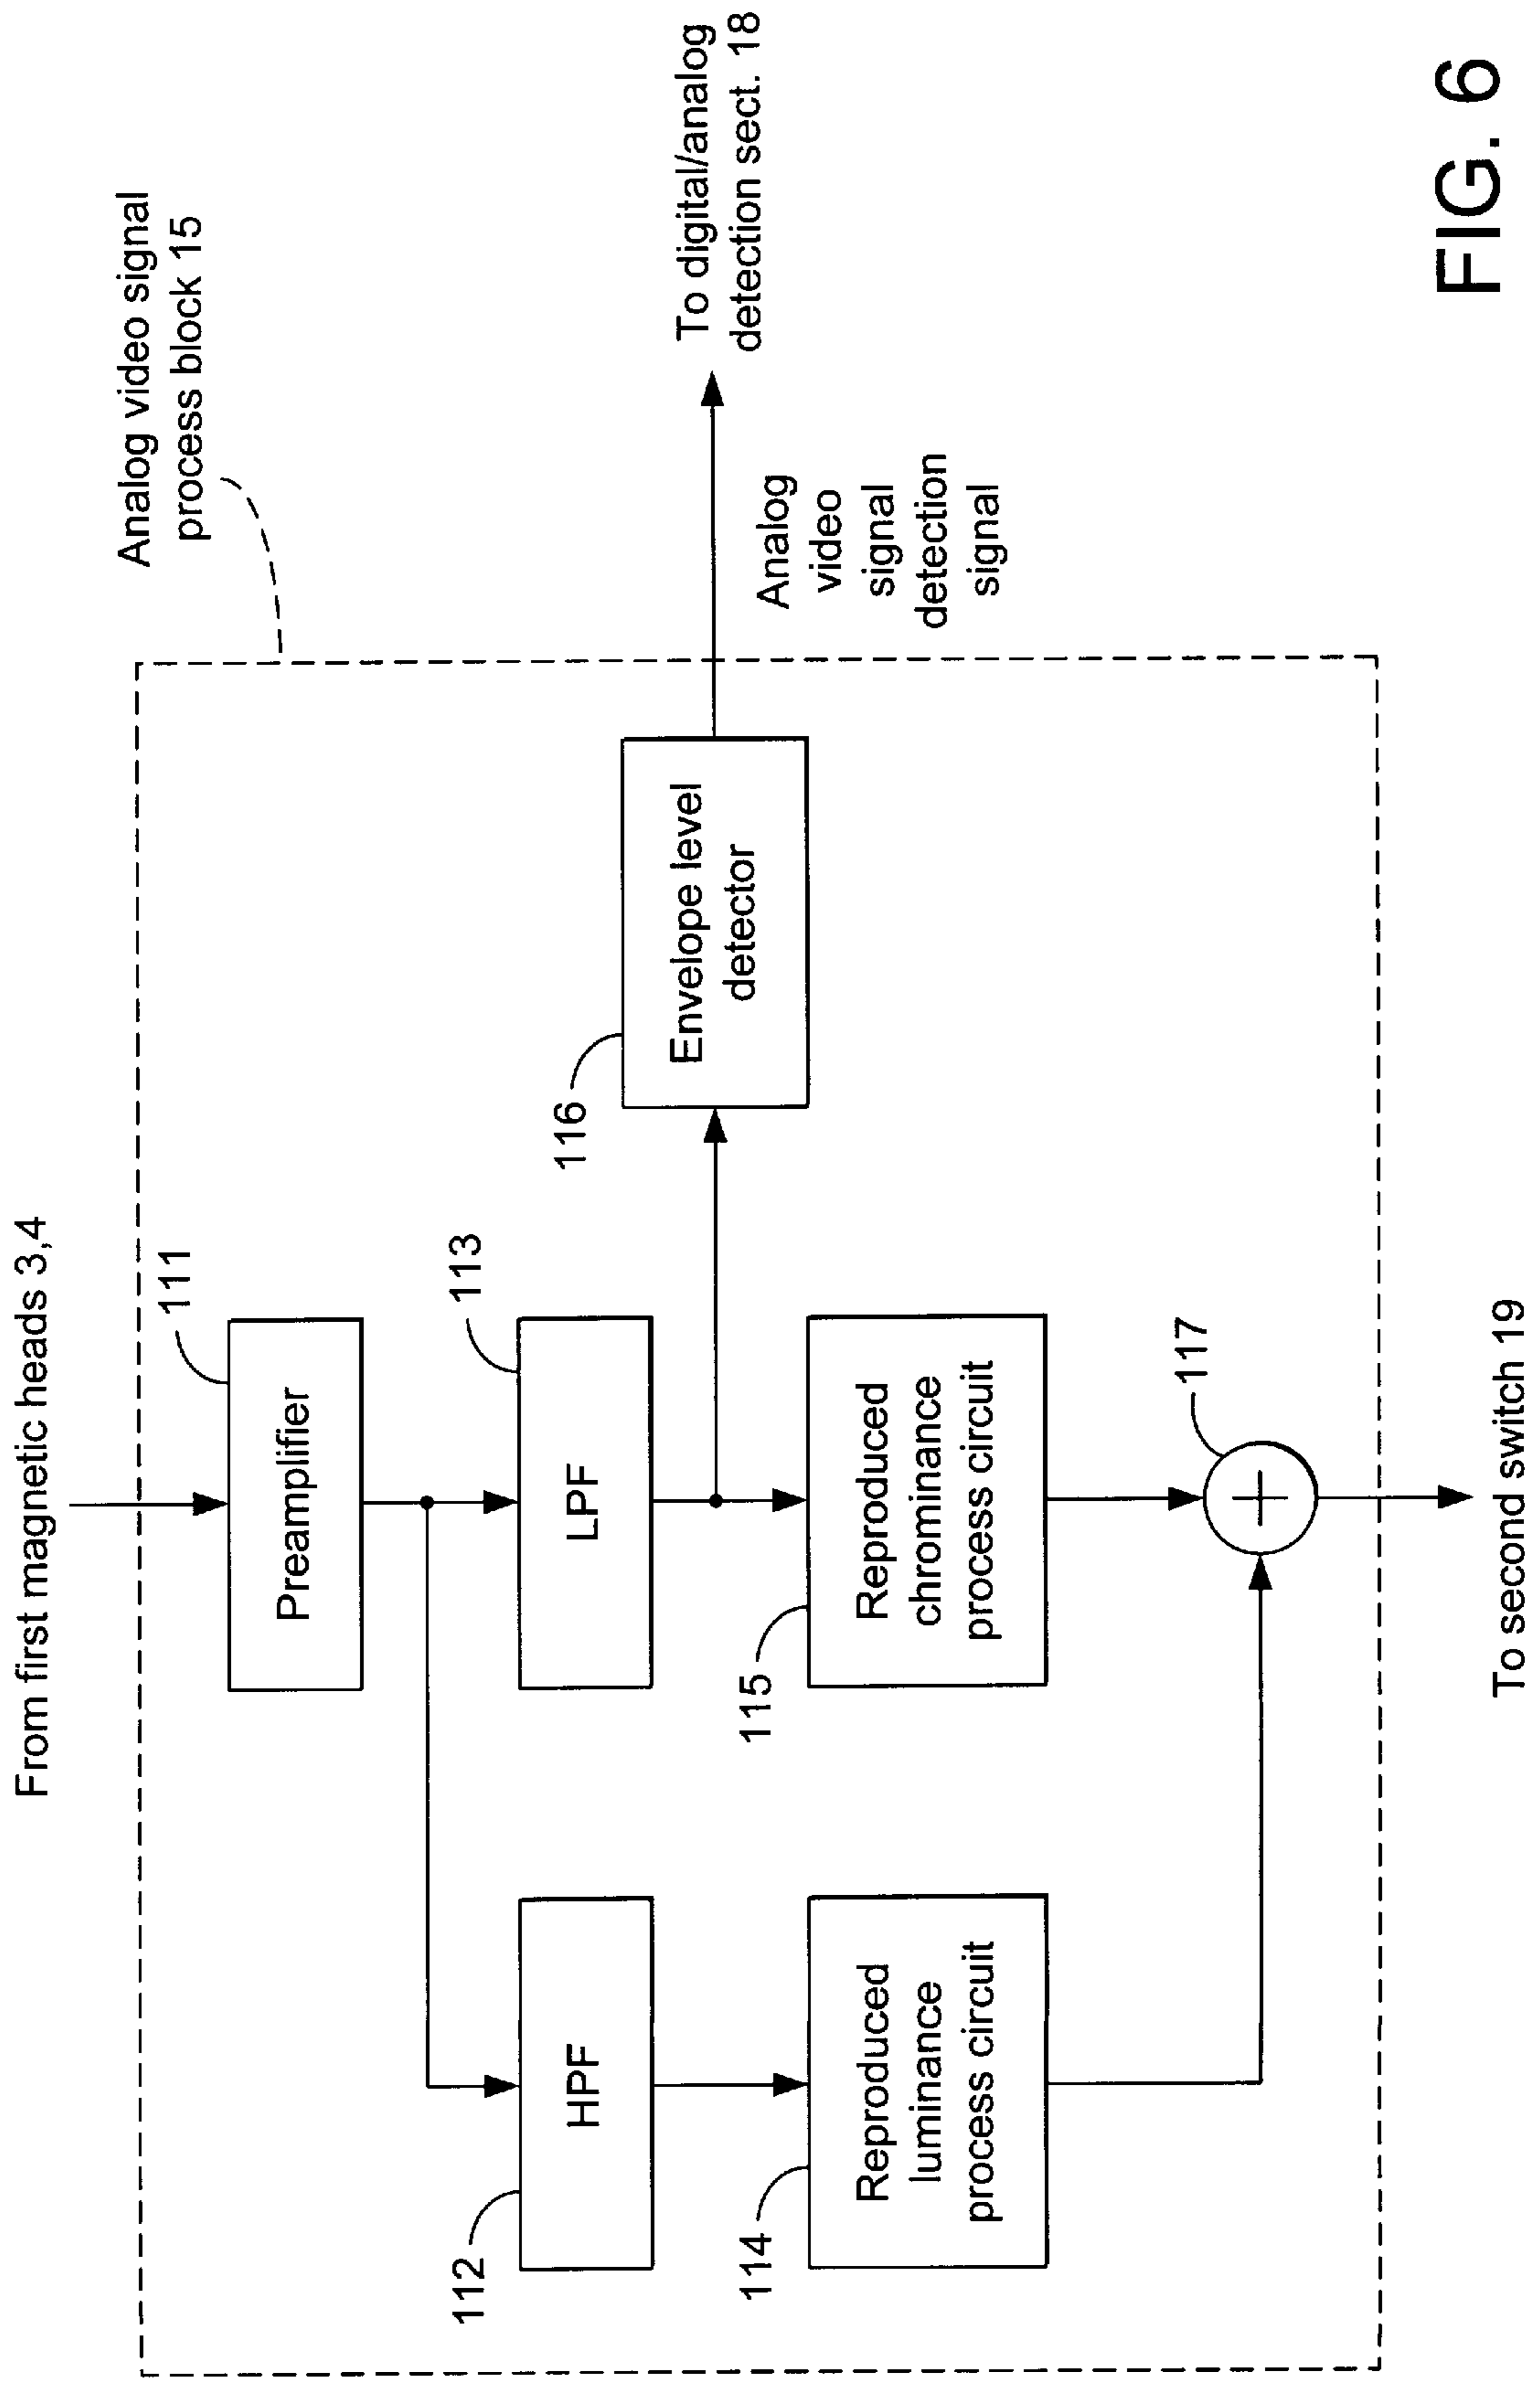 From first magnetic heads 3,4
Analog video signal
process block 15
111
Preamplifier
113
LPF
112
HPF
116
Envelope level
detector
To digital/analog
detection sect. 18
Analog
video
signal
detection
signal
115
Reproduced
chrominance
process circuit
114
Reproduced
luminance
process circuit
117
+
To second switch 19
FIG. 6